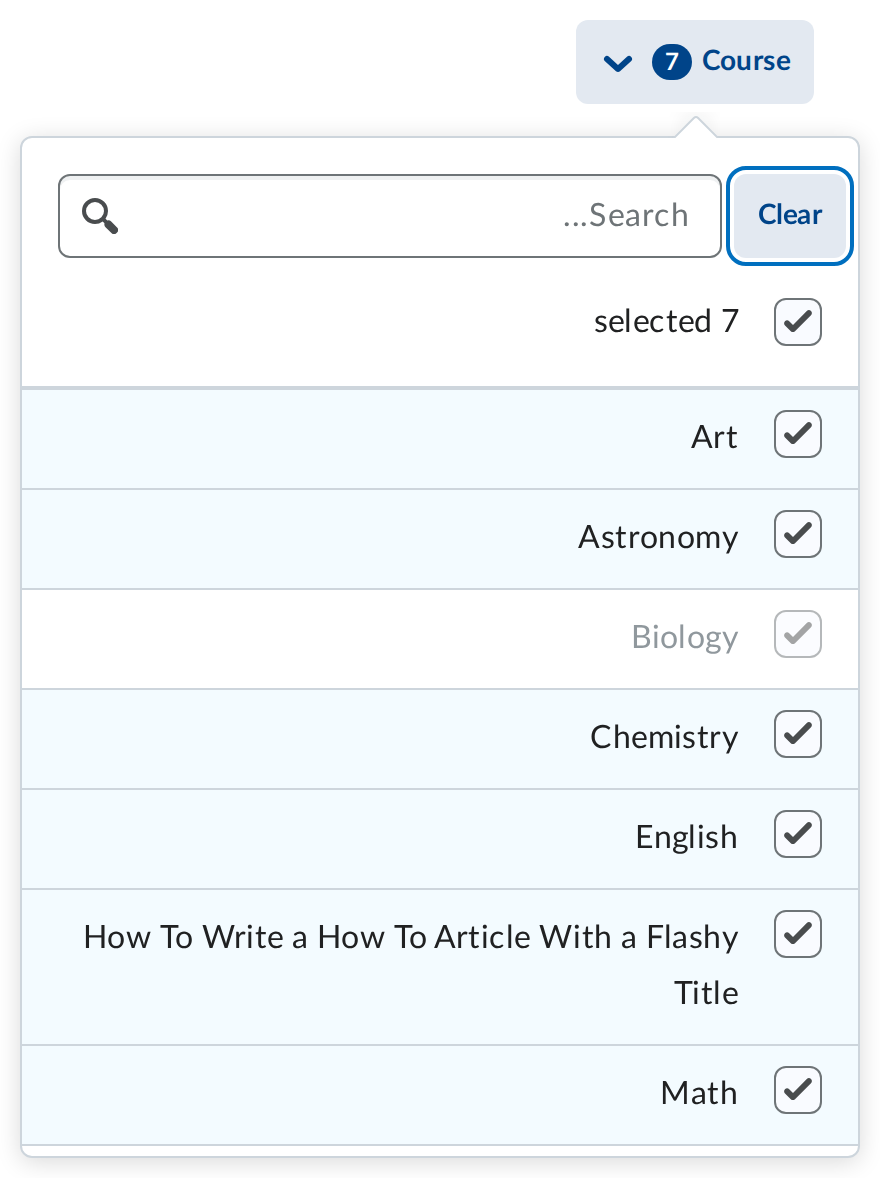 7 Course
...Search
Clear
selected 7
Art
Astronomy
Biology
Chemistry
English
How To Write a How To Article With a Flashy
Title
Math